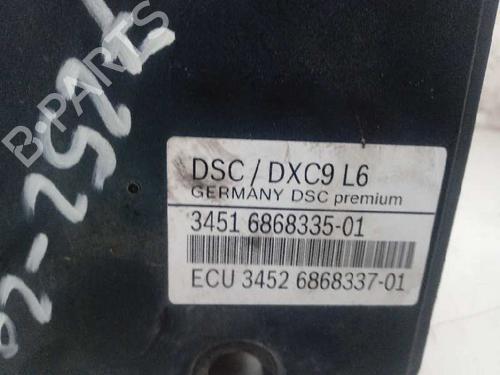 B-PARTS
DSC / DXC9 L6
GERMANY DSC premium
3451 6868335-01
ECU 3452 6868337-01